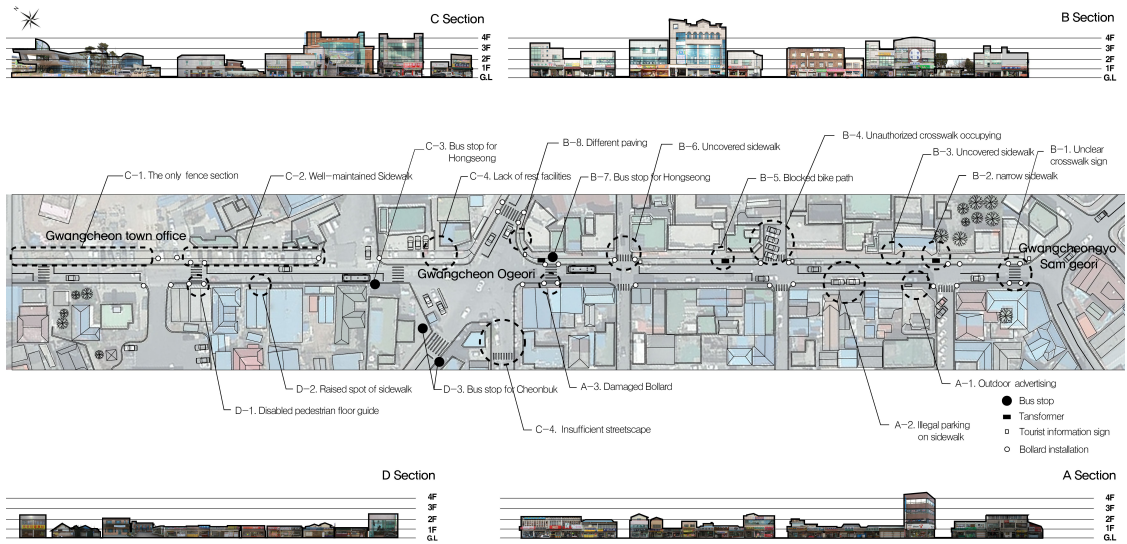 N
C Section
4F
3F
2F
1F
G.L
B Section
4F
3F
2F
1F
G.L
C-1. The only fence section
C-2. Well-maintained Sidewalk
C-3. Bus stop for
Hongseong
C-4. Lack of rest facilities
B-8. Different paving
B-7. Bus stop for Hongseong
B-6. Uncovered sidewalk
B-5. Blocked bike path
B-4. Unauthorized crosswalk occupying
B-3. Uncovered sidewalk
B-2. narrow sidewalk
B-1. Unclear
crosswalk sign
Gwangcheon town office
Gwangcheon Ogeori
Gwangcheongyo
Sam geori
D-1. Disabled pedestrian floor guide
D-2. Raised spot of sidewalk
D-3. Bus stop for Cheonbuk
C-4. Insufficient streetscape
A-3. Damaged Bollard
A-2. Illegal parking
on sidewalk
A-1. Outdoor advertising
Bus stop
Tansformer
Tourist information sign
Bollard installation
D Section
4F
3F
2F
1F
G.L
A Section
4F
3F
2F
1F
G.L